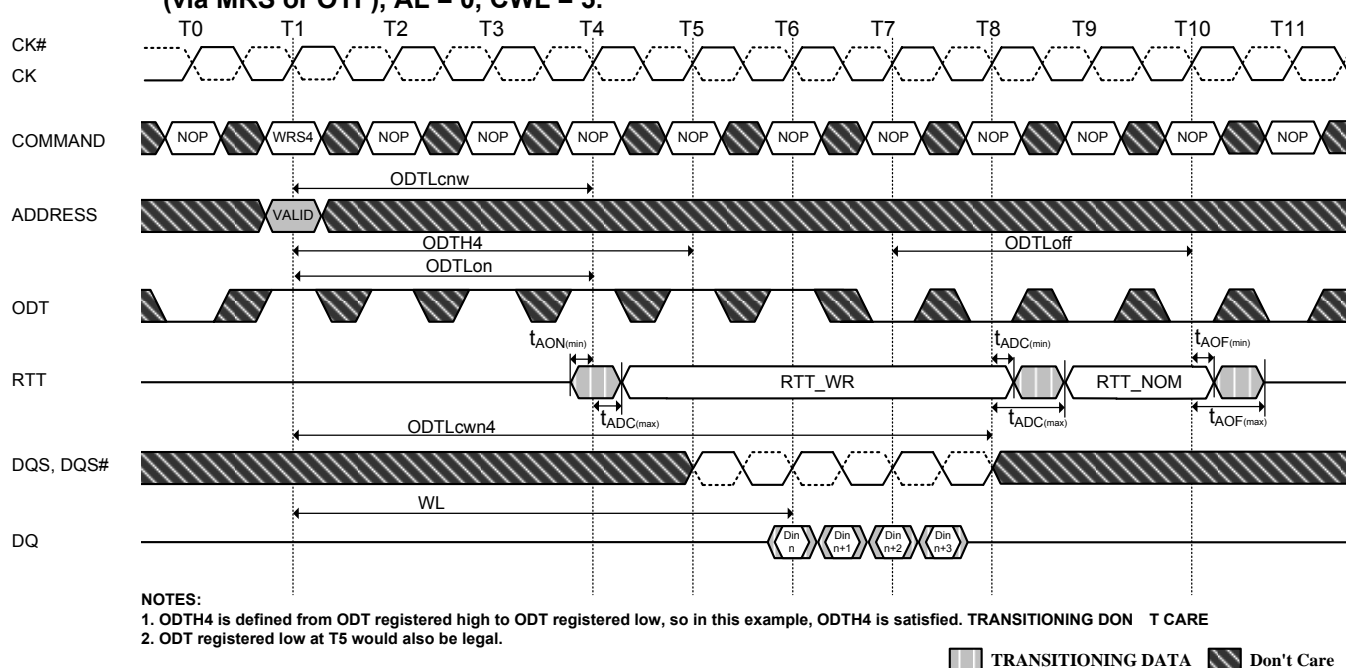 (via MRS or OTF), AL = 0, CWL = 5.
T0 T1 T2 T3 T4 T5 T6 T7 T8 T9 T10 T11
CK#
CK
COMMAND NOP WRS4 NOP NOP NOP NOP NOP NOP NOP NOP NOP NOP
ODTLcnw
ADDRESS VALID
ODTH4 ODTLoff
ODTLon
ODT
tAON(min) tADC(min) tAOF(min)
RTT RTT_WR RTT_NOM
tADC(max) tADC(max) tAOF(max)
ODTLcwn4
DQS, DQS#
WL
DQ Din n Din n+1 Din n+2 Din n+3
NOTES:
1. ODTH4 is defined from ODT registered high to ODT registered low, so in this example, ODTH4 is satisfied. TRANSITIONING DON T CARE
2. ODT registered low at T5 would also be legal.
TRANSITIONING DATA Don't Care